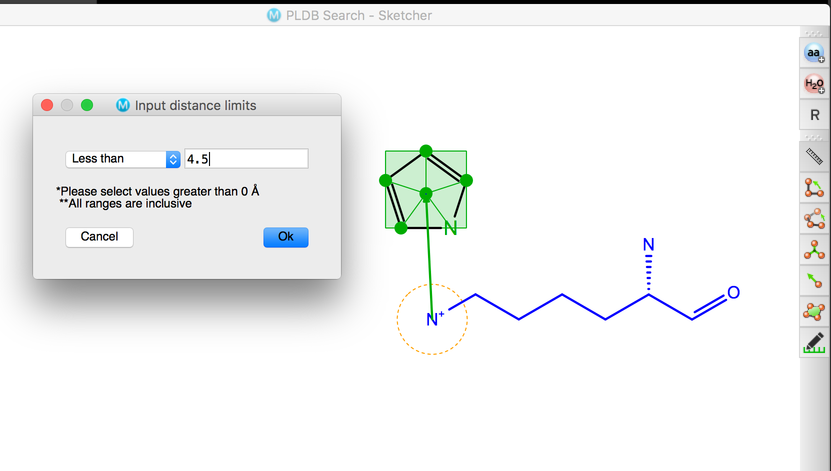 PLDB Search - Sketcher
Input distance limits
Less than 4.5
*Please select values greater than 0 Å
**All ranges are inclusive
Cancel Ok
N
N
N+
O
aa
H₂O
R